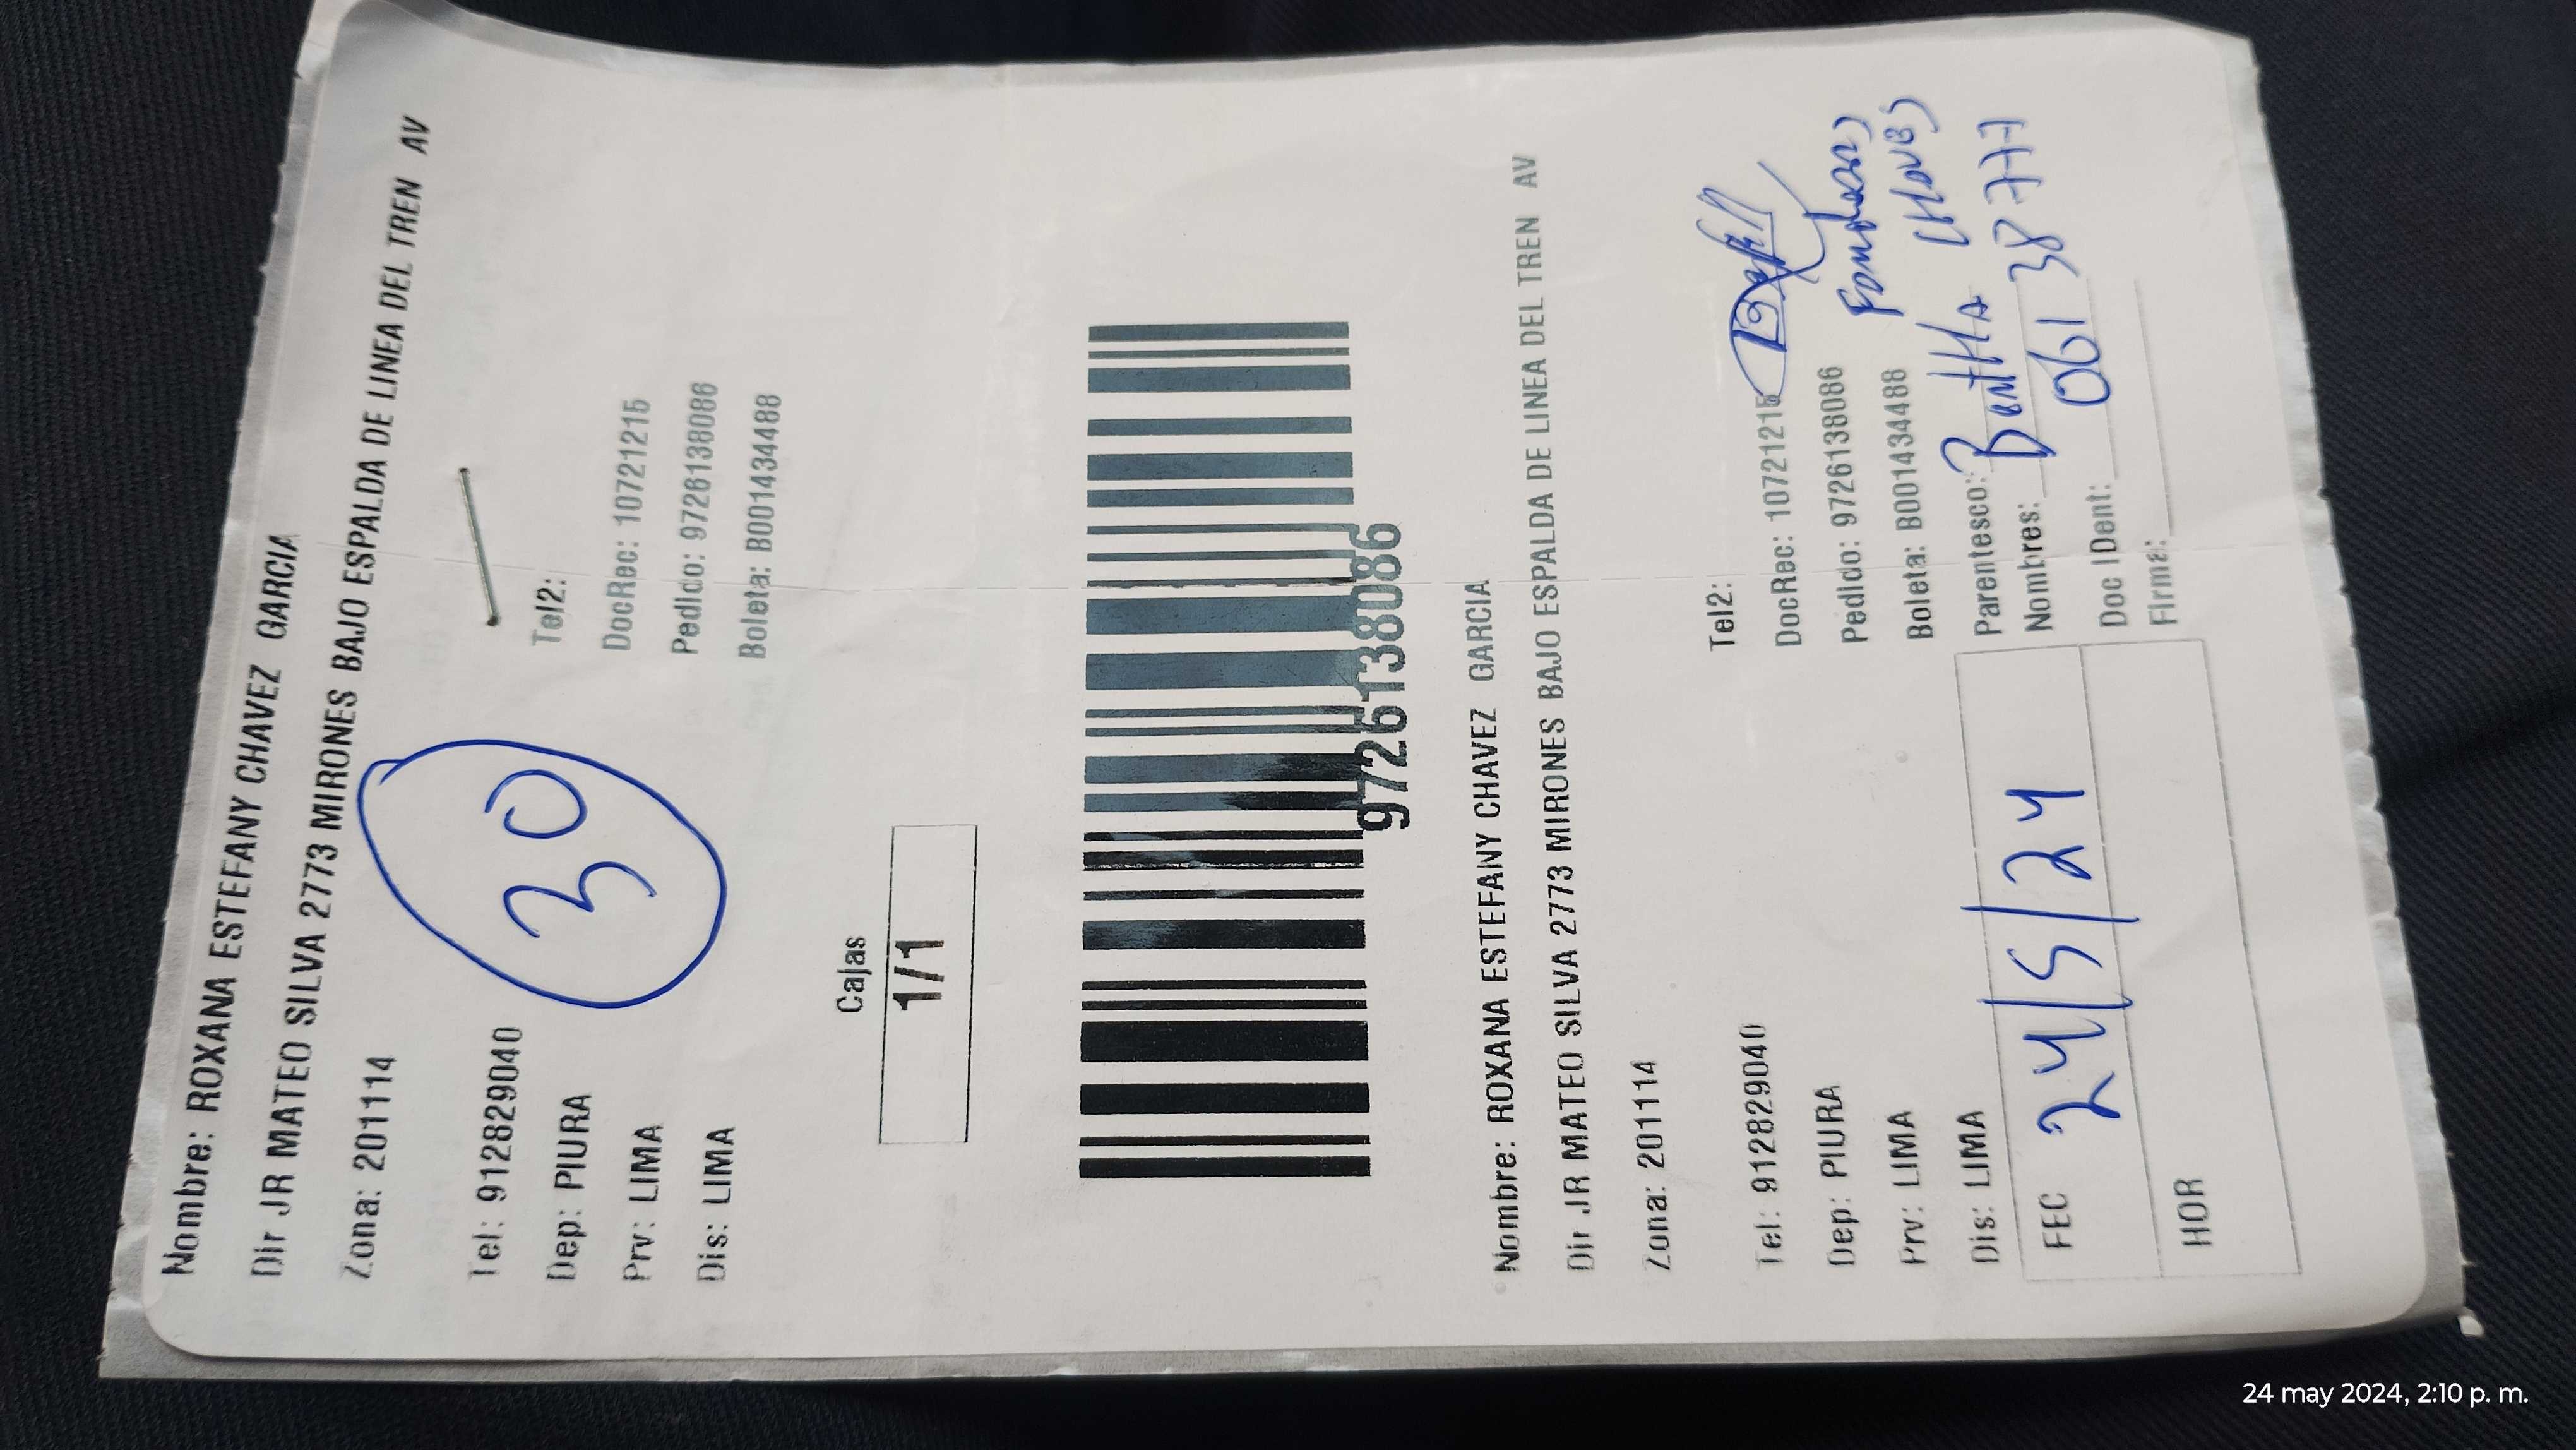 Nombre: ROXANA ESTEFANY CHAVEZ GARCIA
Dir JR MATEO SILVA 2773 MIRONES BAJO ESPALDA DE LINEA DEL TREN AV
Zona: 201114
30
Tel: 912829040
Tel2:
Dep: PIURA
DocRec: 10721215
Prv: LIMA
Pedido: 9726138086
Dis: LIMA
Boleta: B001434488
Cajas
1/1
9726138086
Nombre: ROXANA ESTEFANY CHAVEZ GARCIA
Dir JR MATEO SILVA 2773 MIRONES BAJO ESPALDA DE LINEA DEL TREN AV
Zona: 201114
Tel: 912829040
Tel2:
Dep: PIURA
DocRec: 10721215
Prv: LIMA
Pedido: 9726138086
Dis: LIMA
Boleta: B001434488
FEC 24/5/24
Parentesco:
Nombres: BertHA CHAVES
HOR
Doc IDent: 06138777
Firma:
24 may 2024, 2:10 p. m.